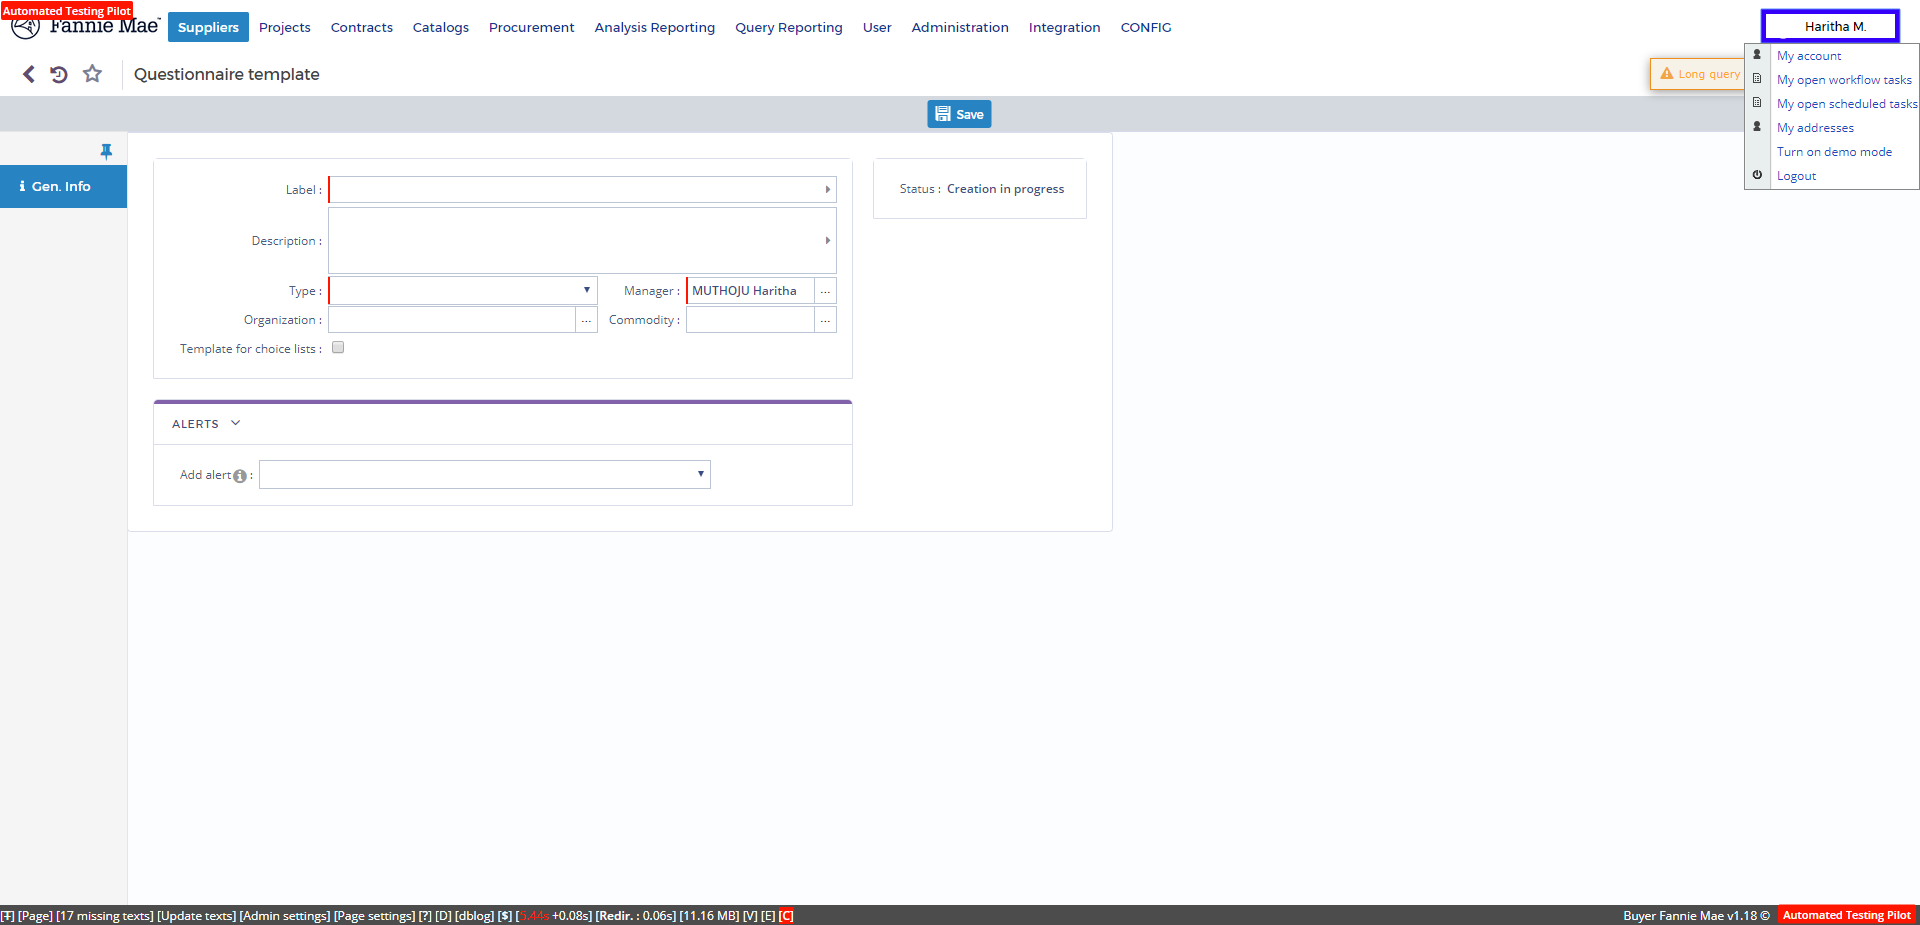 Automated Testing Pilot
Fannie Mae
Suppliers Projects Contracts Catalogs Procurement Analysis Reporting Query Reporting User Administration Integration CONFIG
Haritha M.
Questionnaire template
Long query
My account
My open workflow tasks
My open scheduled tasks
My addresses
Turn on demo mode
Logout
Save
Gen. Info
Label :
Status : Creation in progress
Description :
Type :
Manager : MUTHOJU Haritha ...
Organization : ...
Commodity : ...
Template for choice lists :
ALERTS
Add alert :
[T] [Page] [17 missing texts] [Update texts] [Admin settings] [Page settings] [?] [D] [dblog] [$] [5.44s +0.08s] [Redir. : 0.06s] [11.16 MB] [V] [E] [C]
Buyer Fannie Mae v1.18 ©
Automated Testing Pilot